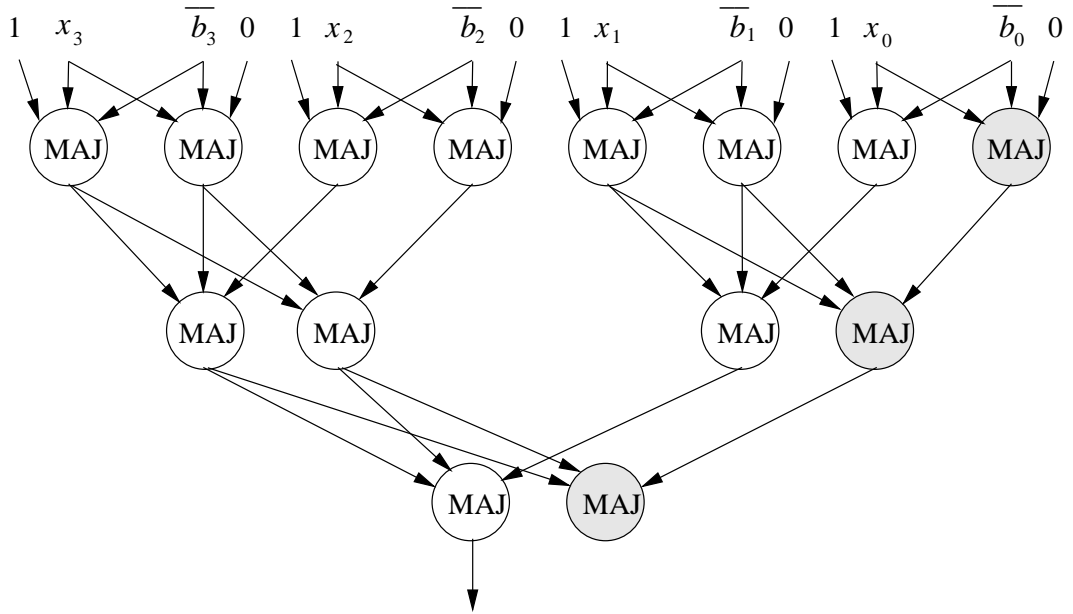 1 x₃ b̅₃ 0 1 x₂ b̅₂ 0 1 x₁ b̅₁ 0 1 x₀ b̅₀ 0
MAJ MAJ MAJ MAJ MAJ MAJ MAJ MAJ
MAJ MAJ MAJ MAJ
MAJ MAJ